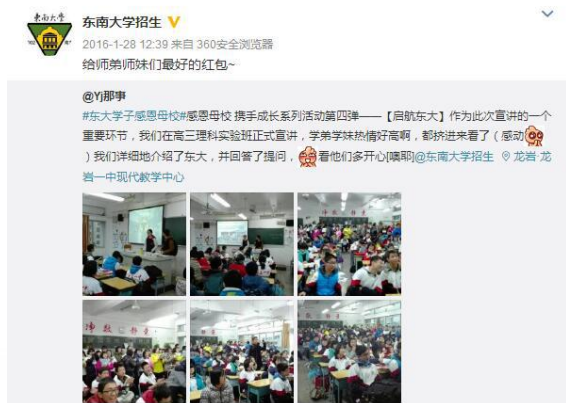 东南大学
东南大学招生
2016-1-28 12:39 来自 360安全浏览器
给师弟师妹们最好的红包~
@Yj那事
#东大学子感恩母校#感恩母校 携手成长系列活动第四弹——【启航东大】作为此次宣讲的一个
重要环节，我们在高三理科实验班正式宣讲，学弟学妹热情好高啊，都挤进来看了（感动
）我们详细地介绍了东大，并回答了提问，看他们多开心[嘻耶]@东南大学招生 龙岩·龙
岩一中现代教学中心